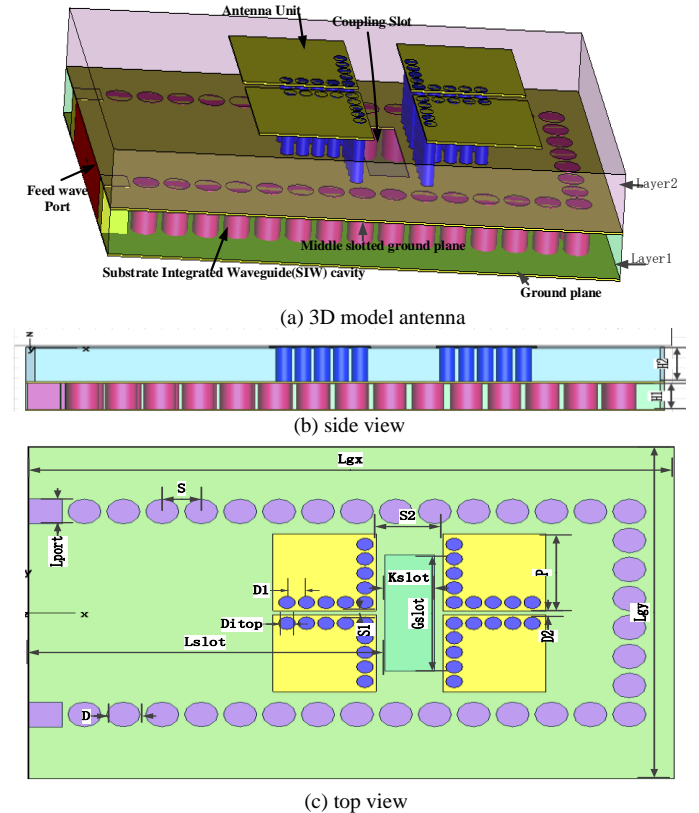 Antenna Unit
Coupling Slot
Feed wave
Port
Layer2
Middle slotted ground plane
Layer1
Substrate Integrated Waveguide(SIW) cavity
Ground plane
(a) 3D model antenna
z
y
x
H2
H1
(b) side view
Lgx
S
S2
Lport
P
Kslot
D1
y
Gslot
x
S1
Lgy
Ditop
D2
Lslot
D
(c) top view